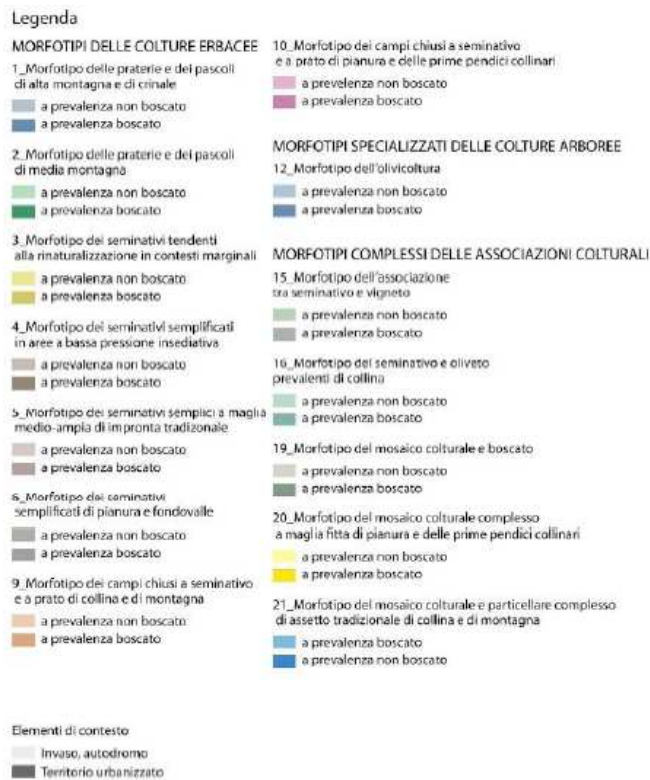 Legenda
MORFOTIPI DELLE COLTURE ERBACEE
1_Morfotipo delle praterie e dei pascoli
di alta montagna e di crinale
a prevalenza non boscato
a prevalenza boscato
2_Morfotipo delle praterie e dei pascoli
di media montagna
a prevalenza non boscato
a prevalenza boscato
3_Morfotipo dei seminativi tendenti
alla rinaturalizzazione in contesti marginali
a prevalenza non boscato
a prevalenza boscato
4_Morfotipo dei seminativi semplificati
in aree a bassa pressione insediativa
a prevalenza non boscato
a prevalenza boscato
5_Morfotipo dei seminativi semplici a maglia
medio-ampia di impronta tradizonale
a prevalenza non boscato
a prevalenza boscato
6_Morfotipo dei seminativi
semplificati di pianura e fondovalle
a prevalenza non boscato
a prevalenza boscato
9_Morfotipo dei campi chiusi a seminativo
e a prato di collina e di montagna
a prevalenza non boscato
a prevalenza boscato
10_Morfotipo dei campi chiusi a seminativo
e a prato di pianura e delle prime pendici collinari
a prevelenza non boscato
a prevalenza boscato
MORFOTIPI SPECIALIZZATI DELLE COLTURE ARBOREE
12_Morfotipo dell'olivicoltura
a prevalenza non boscato
a prevalenza boscato
MORFOTIPI COMPLESSI DELLE ASSOCIAZIONI COLTURALI
15_Morfotipo dell'associazione
tra seminativo e vigneto
a prevalenza non boscato
a prevalenza boscato
16_Morfotipo del seminativo e oliveto
prevalenti di collina
a prevalenza non boscato
a prevalenza boscato
19_Morfotipo del mosaico colturale e boscato
a prevalenza non boscato
a prevalenza boscato
20_Morfotipo del mosaico colturale complesso
a maglia fitta di pianura e delle prime pendici collinari
a prevalenza non boscato
a prevalenza boscato
21_Morfotipo del mosaico colturale e particellare complesso
di assetto tradizionale di collina e di montagna
a prevalenza boscato
a prevalenza non boscato
Elementi di contesto
Invaso, autodromo
Territorio urbanizzato